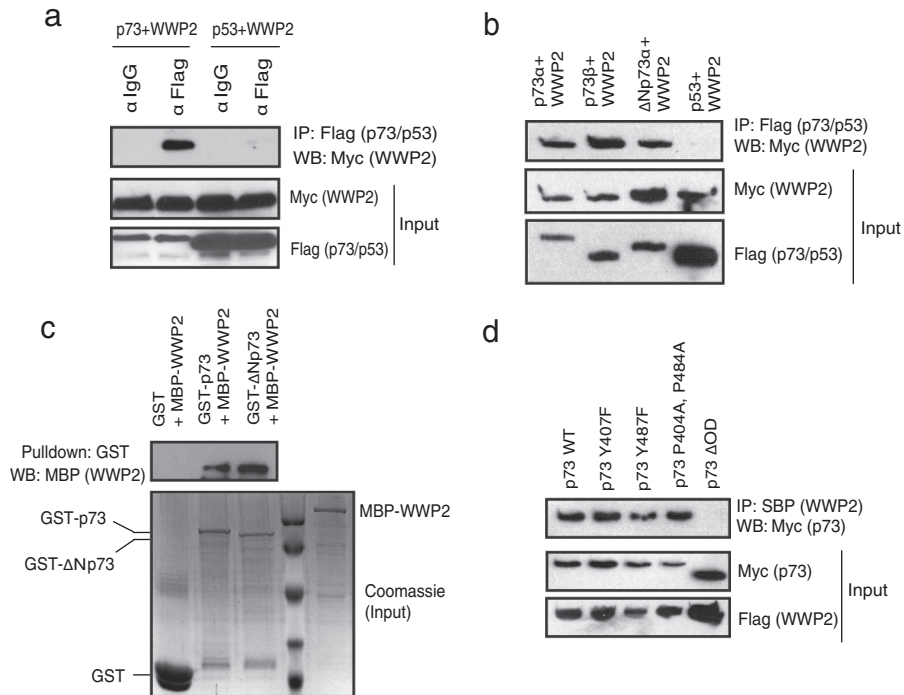 a
p73+WWP2 p53+WWP2
α IgG
α Flag
α IgG
α Flag
IP: Flag (p73/p53)
WB: Myc (WWP2)
Myc (WWP2)
Flag (p73/p53)
Input
b
p73α+
WWP2
p73β+
WWP2
ΔNp73α+
WWP2
p53+
WWP2
IP: Flag (p73/p53)
WB: Myc (WWP2)
Myc (WWP2)
Flag (p73/p53)
Input
c
GST
+ MBP-WWP2
GST-p73
+ MBP-WWP2
GST-ΔNp73
+ MBP-WWP2
Pulldown: GST
WB: MBP (WWP2)
GST-p73
GST-ΔNp73
GST
MBP-WWP2
Coomassie
(Input)
d
p73 WT
p73 Y407F
p73 Y487F
p73 P404A, P484A
p73 ΔOD
IP: SBP (WWP2)
WB: Myc (p73)
Myc (p73)
Flag (WWP2)
Input